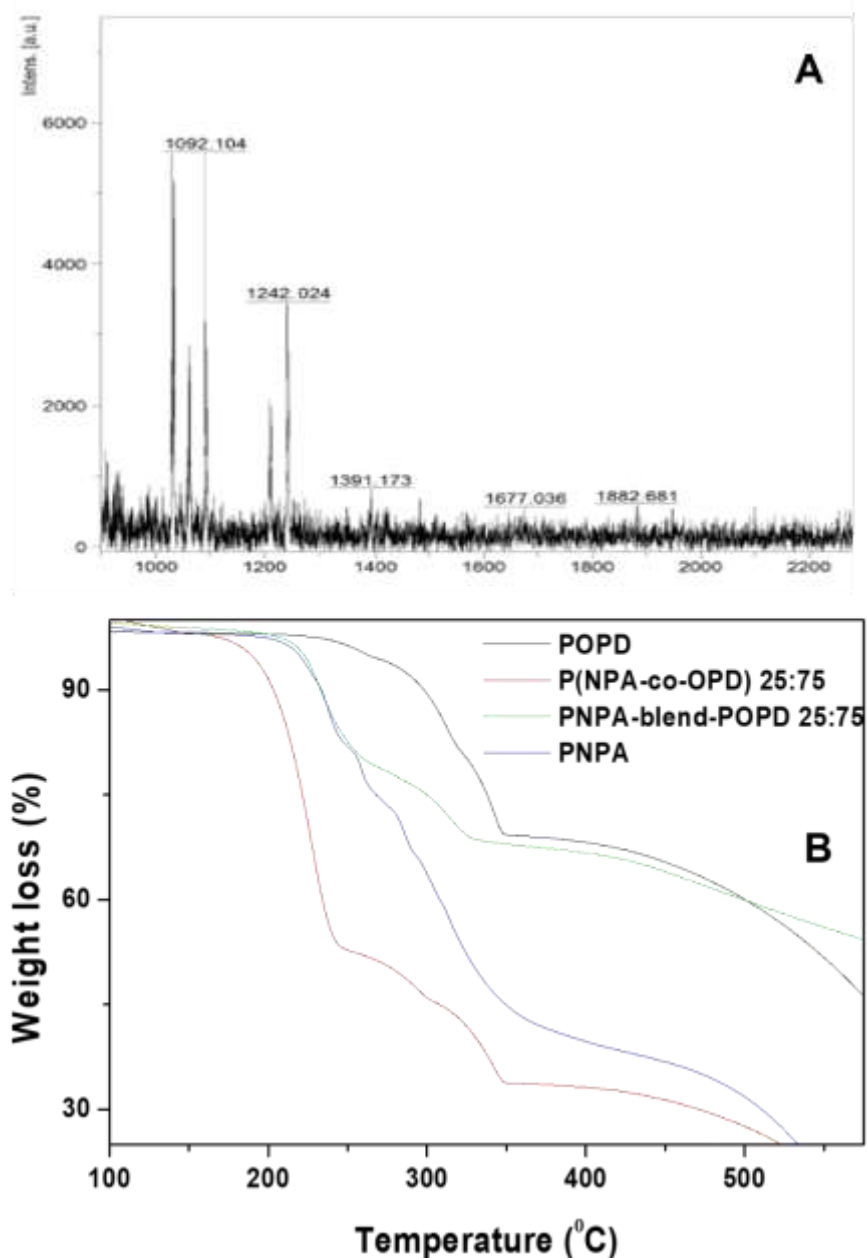 A
Intens. [a.u.]
6000
4000
2000
0
1092.104
1242.024
1391.173
1677.036
1882.681
1000
1200
1400
1600
1800
2000
2200
POPD
P(NPA-co-OPD) 25:75
PNPA-blend-POPD 25:75
PNPA
B
Weight loss (%)
90
60
30
100
200
300
400
500
Temperature (⁰C)